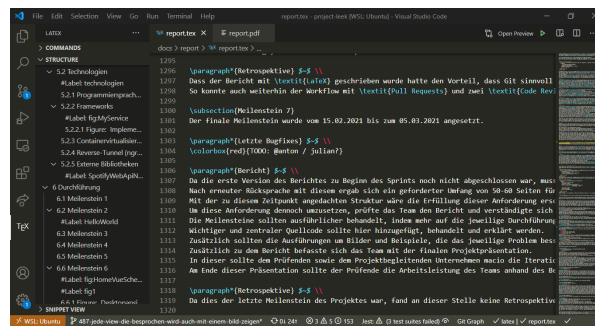 File Edit Selection View Go Run Terminal Help
report.tex - project-leek [WSL: Ubuntu] - Visual Studio Code
LATEX
report.tex
report.pdf
Open Preview
COMMANDS
docs > report > report.tex > ...
STRUCTURE
5.2 Technologien
#Label: technologien
5.2.1 Programmiersprach...
5.2.2 Frameworks
#Label: fig:MyService
5.2.2.1 Figure: Impleme...
5.2.3 Containervirtualisier...
5.2.4 Reverse-Tunnel (ngr...
5.2.5 Externe Bibliotheken
#Label: SpotifyWebApiN...
6 Durchführung
6.1 Meilenstein 1
6.2 Meilenstein 2
#Label: HelloWorld
6.3 Meilenstein 3
6.4 Meilenstein 4
6.5 Meilenstein 5
6.6 Meilenstein 6
#Label: fig:HomeVueSche...
#Label: fig1
6.6.1 Figure: Desktopansi...
SNIPPET VIEW
1295
1296 \paragraph*{Retrospektive} $~$ \\
1297 Dass der Bericht mit \textit{LaTeX} geschrieben wurde hatte den Vorteil, dass Git sinnvoll
1298 So konnte auch weiterhin der Workflow mit \textit{Pull Requests} und zwei \textit{Code Revi
1299
1300 \subsection{Meilenstein 7}
1301 Der finale Meilenstein wurde vom 15.02.2021 bis zum 05.03.2021 angesetzt.
1302
1303 \paragraph*{Letzte Bugfixes} $~$ \\
1304 \colorbox{red}{TODO: @anton / julian?}
1305
1306 \paragraph*{Bericht} $~$ \\
1307 Da die erste Version des Berichtes zu Beginn des Sprints noch nicht abgeschlossen war, muss
1308 Nach erneuter Rücksprache mit diesem ergab sich ein geforderter Umfang von 50-60 Seiten für
1309 Mit der zu diesem Zeitpunkt angedachten Struktur wäre die Erfüllung dieser Anforderung ers
1310 Um diese Anforderung dennoch umzusetzen, prüfte das Team den Bericht und verständigte sich
1311 Die Meilensteine sollten ausführlicher behandelt, indem mehr auf die jeweilige Durchführung
1312 Wichtiger und zentraler Quellcode sollte hier hinzugefügt, behandelt und erklärt werden.
1313 Zusätzlich sollten die Ausführungen um Bilder und Beispiele, die das jeweilige Problem bes
1314 Zusätzlich zu dem Bericht befasste sich das Team mit der finalen Projektpräsentation.
1315 In dieser sollte dem Prüfenden sowie dem Projektbegleitenden Unternehmen macio die Iteratio
1316 Am Ende dieser Präsentation sollte der Prüfende die Arbeitsleistung des Teams anhand des Be
1317
1318 \paragraph*{Retrospektive} $~$ \\
1319 Da dies der letzte Meilenstein des Projektes war, fand an dieser Stelle keine Retrospektive
1320
WSL: Ubuntu 487-jede-view-die-besprochen-wird-auch-mit-einem-bild-zeigen* 0↓ 24↑ 3 5 153 Jest: (3 test suites failed) Git Graph ✓ latex report.tex